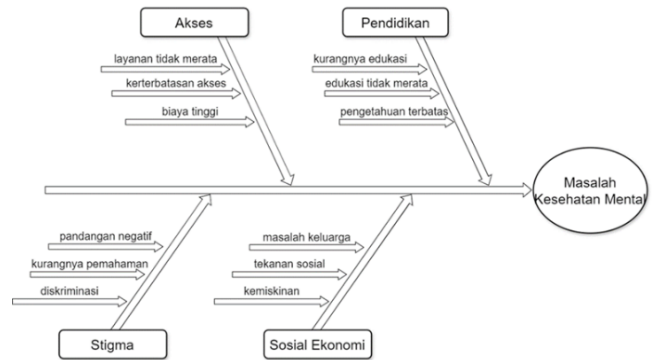 Akses
Pendidikan
layanan tidak merata
kerterbatasan akses
biaya tinggi
kurangnya edukasi
edukasi tidak merata
pengetahuan terbatas
Masalah
Kesehatan Mental
pandangan negatif
kurangnya pemahaman
diskriminasi
masalah keluarga
tekanan sosial
kemiskinan
Stigma
Sosial Ekonomi